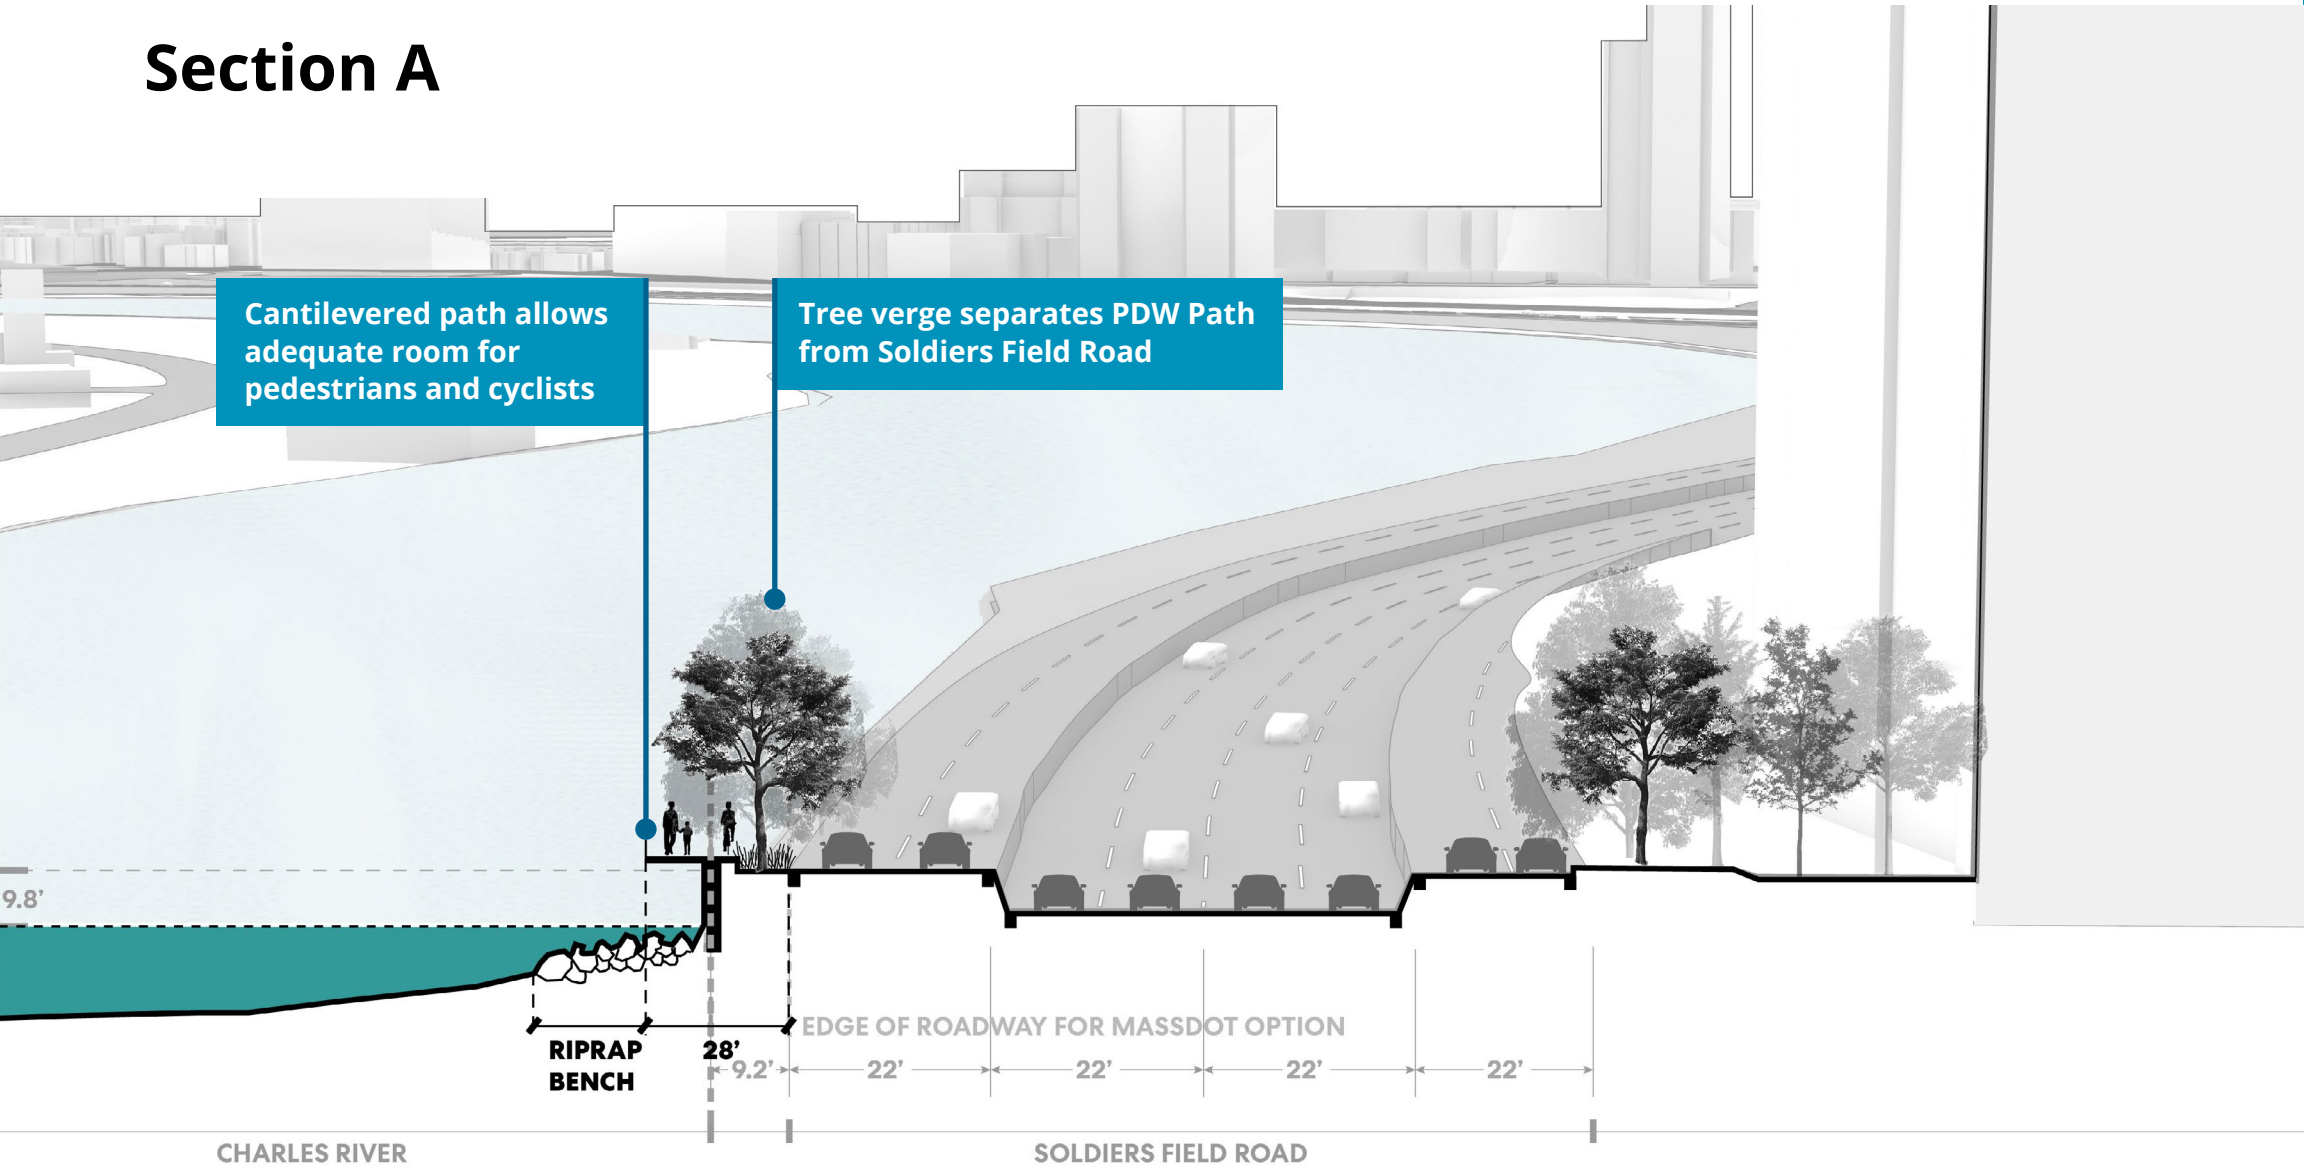 Section A
Cantilevered path allows
adequate room for
pedestrians and cyclists
Tree verge separates PDW Path
from Soldiers Field Road
9.8’
EDGE OF ROADWAY FOR MASSDOT OPTION
RIPRAP
BENCH
28’
9.2’
22’
22’
22’
22’
CHARLES RIVER
SOLDIERS FIELD ROAD